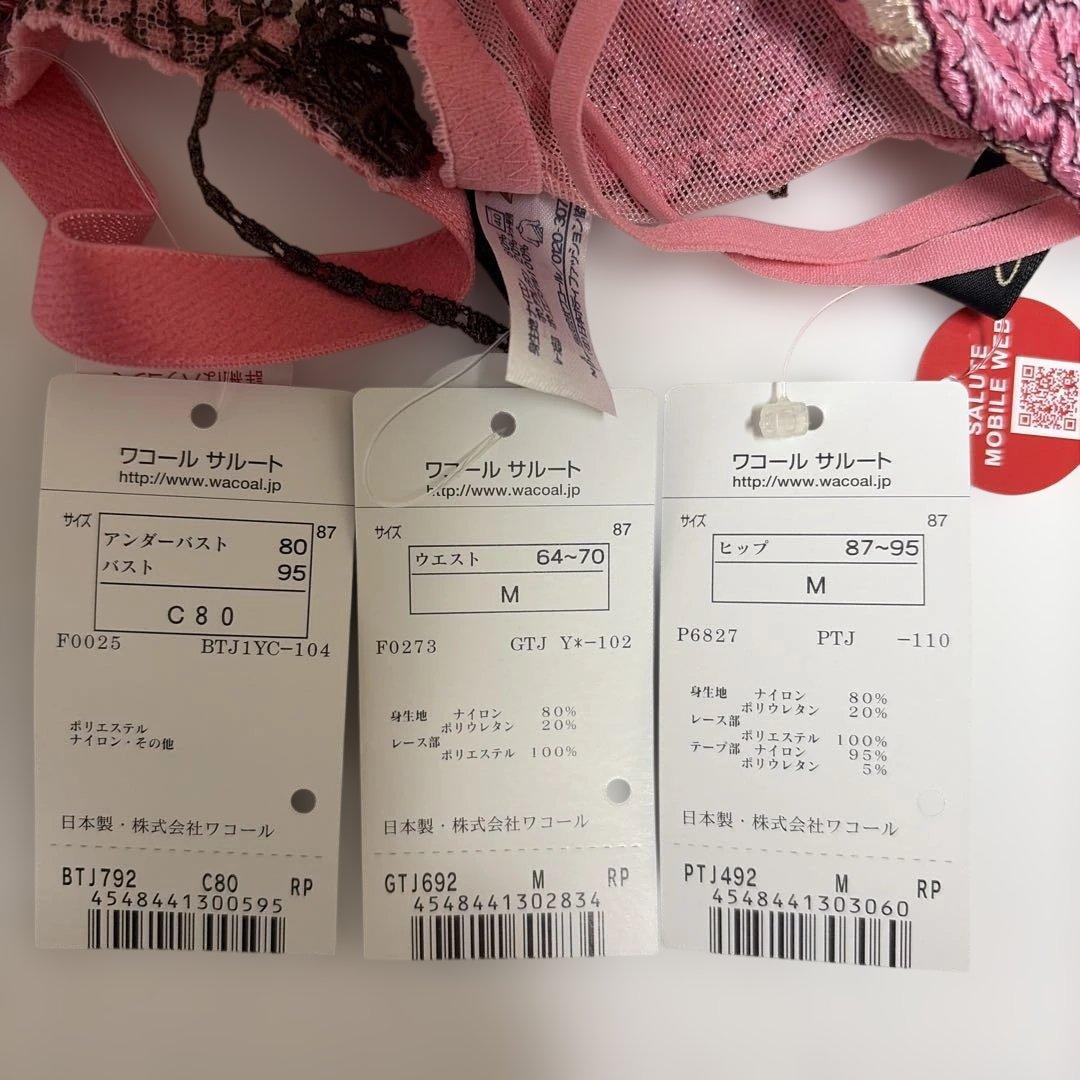 ワコール サルート
http://www.wacoal.jp
サイズ
87
アンダーバスト 80
バスト 95
C80
F0025 BTJ1YC-104
ポリエステル
ナイロン・その他
日本製・株式会社ワコール
BTJ792 C80 RP
4548441300595
ワコール サルート
http://www.wacoal.jp
サイズ
87
ウエスト 64~70
M
F0273 GTJ Y*-102
身生地 ナイロン 80%
ポリウレタン 20%
レース部
ポリエステル 100%
日本製・株式会社ワコール
GTJ692 M RP
4548441302834
ワコール サルート
http://www.wacoal.jp
サイズ
87
ヒップ 87~95
M
P6827 PTJ -110
身生地 ナイロン 80%
ポリウレタン 20%
レース部
ポリエステル 100%
テープ部 ナイロン 95%
ポリウレタン 5%
日本製・株式会社ワコール
PTJ492 M RP
4548441303060
SALUTE
MOBILE WEB